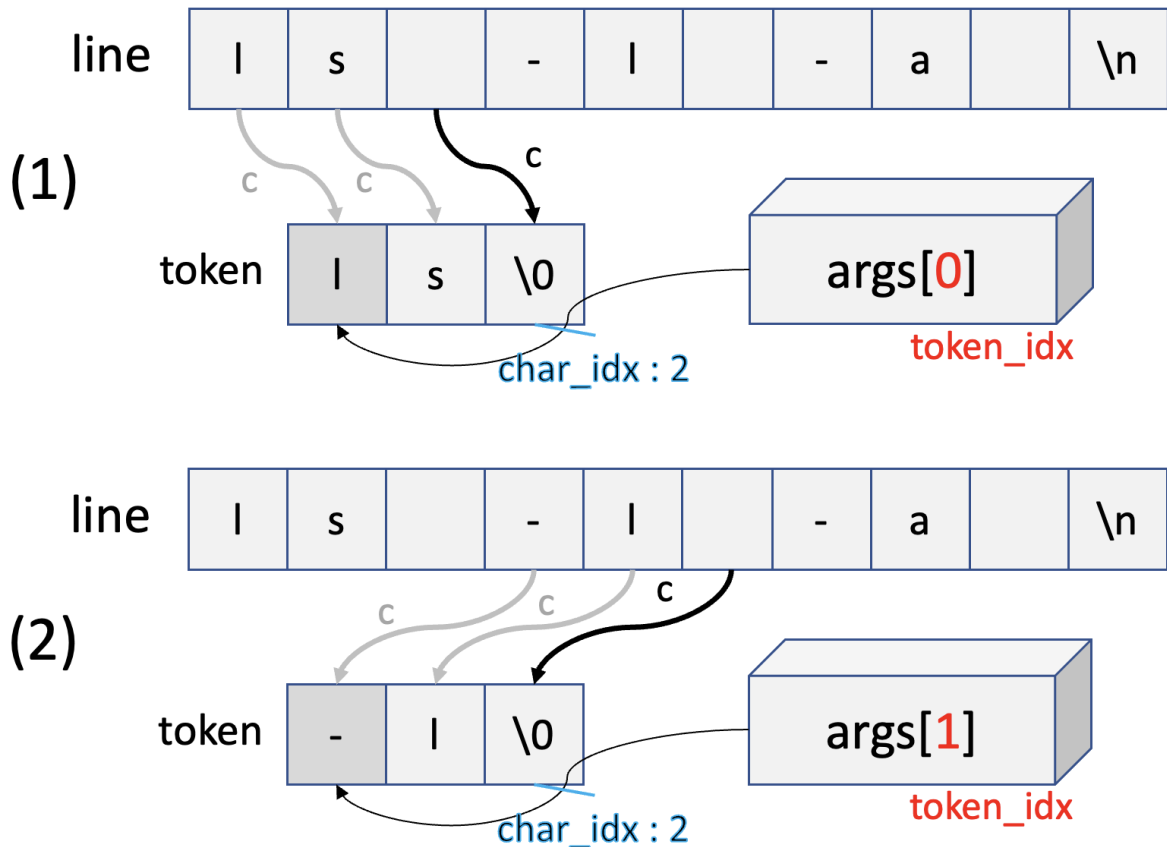 line l s - l - a \n
(1)
c c c
token l s \0 args[0]
char_idx : 2 token_idx
line l s - l - a \n
(2)
c c c
token - l \0 args[1]
char_idx : 2 token_idx